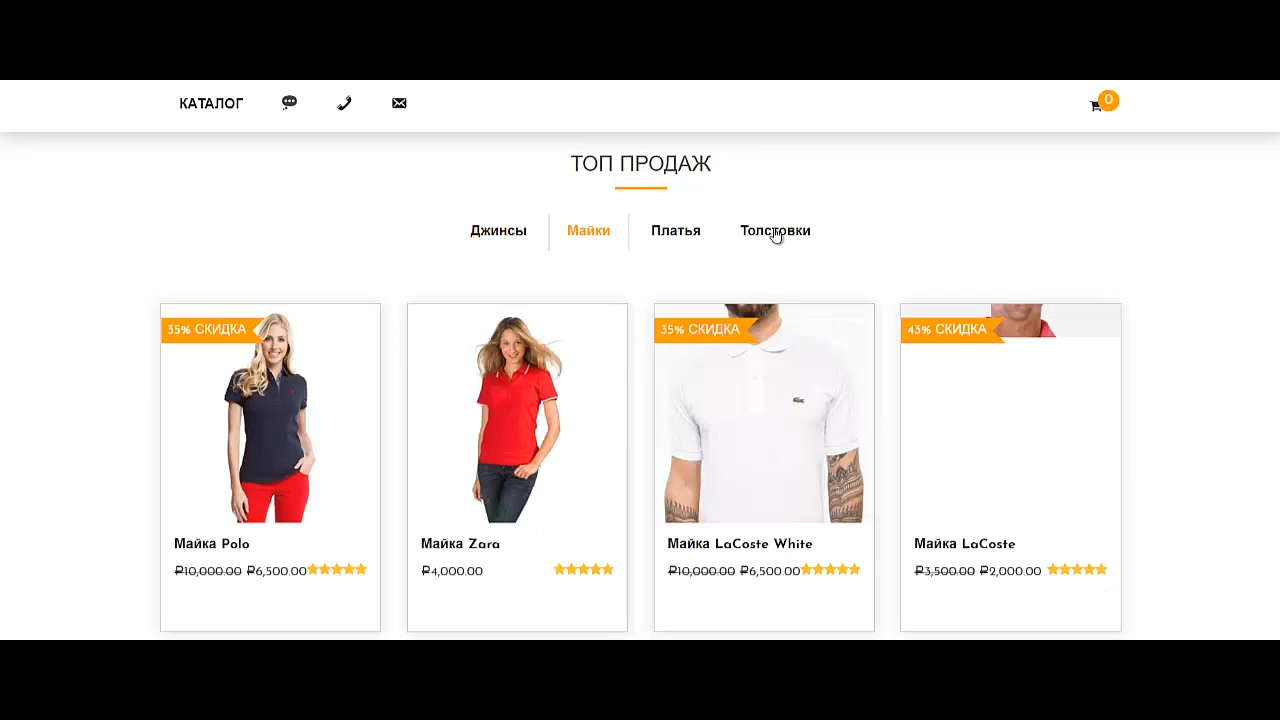 КАТАЛОГ
0
ТОП ПРОДАЖ
Джинсы
Майки
Платья
Толстовки
35% СКИДКА
35% СКИДКА
43% СКИДКА
Майка Polo
Майка Zara
Майка LaCoste White
Майка LaCoste
₽10,000.00 ₽6,500.00
₽4,000.00
₽10,000.00 ₽6,500.00
₽3,500.00 ₽2,000.00